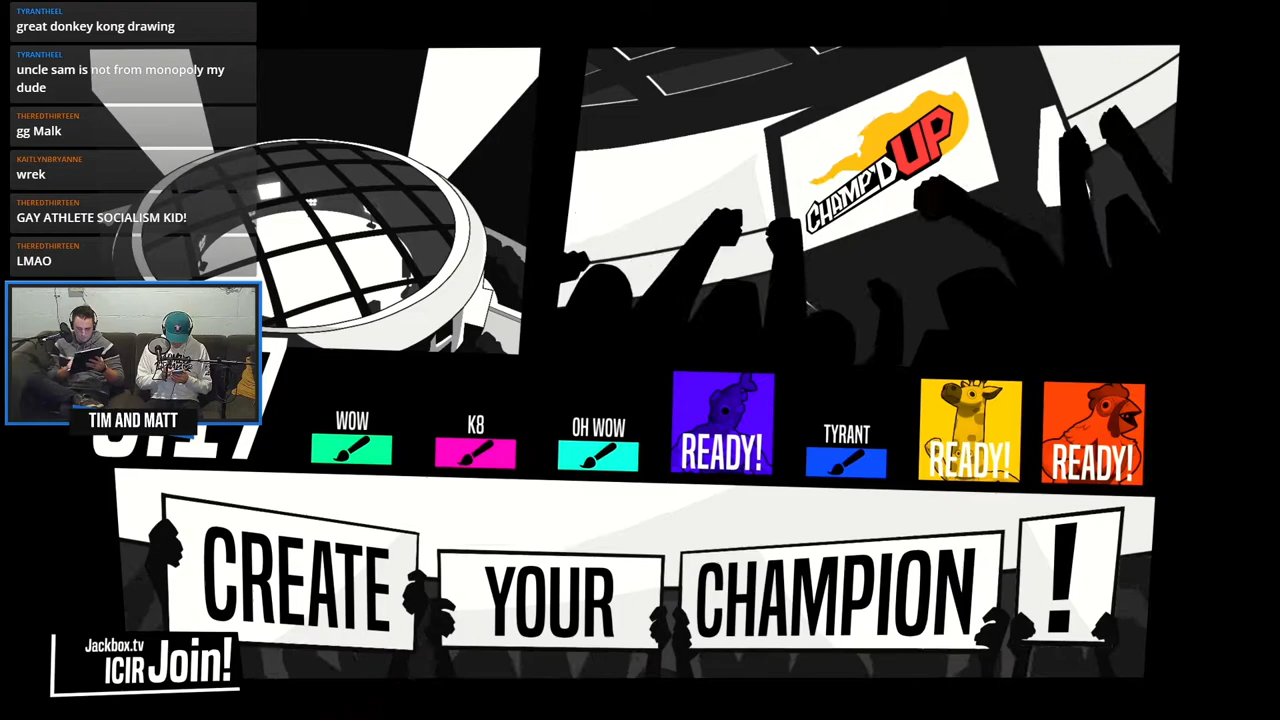 TYRANTHEEL
great donkey kong drawing
TYRANTHEEL
uncle sam is not from monopoly my
dude
THEREDTHIRTEEN
gg Malk
KAITLYNBRYANNE
wrek
THEREDTHIRTEEN
GAY ATHLETE SOCIALISM KID!
THEREDTHIRTEEN
LMAO
CHAMP'D UP
TIM AND MATT
WOW
K8
OH WOW
READY!
TYRANT
READY!
READY!
CREATE YOUR CHAMPION !
Jackbox.tv
ICIR Join!